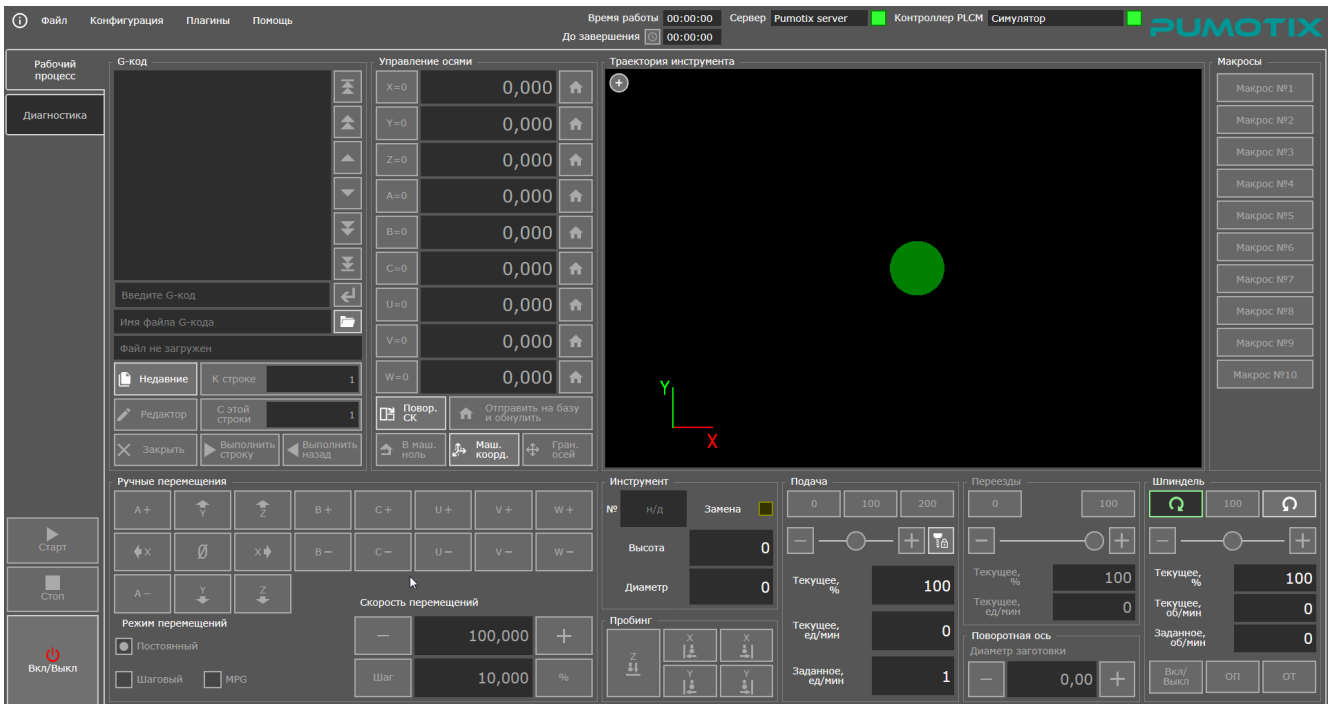 Файл Конфигурация Плагины Помощь
Время работы 00:00:00 Сервер Pumotix server Контроллер PLCM Симулятор
До завершения 00:00:00
PUMOTIX
Рабочий
процесс
Диагностика
Старт
Стоп
Вкл/Выкл
G-код
Введите G-код
Имя файла G-кода
Файл не загружен
Недавние К строке 1
Редактор С этой
строки 1
Закрыть Выполнить
строку Выполнить
назад
Управление осями
X=0 0,000
Y=0 0,000
Z=0 0,000
A=0 0,000
B=0 0,000
C=0 0,000
U=0 0,000
V=0 0,000
W=0 0,000
Повор.
СК Отправить на базу
и обнулить
В маш.
ноль Маш.
коорд. Гран.
осей
Траектория инструмента
Y
X
Макросы
Макрос №1
Макрос №2
Макрос №3
Макрос №4
Макрос №5
Макрос №6
Макрос №7
Макрос №8
Макрос №9
Макрос №10
Ручные перемещения
A+ Y Z B+ C+ U+ V+ W+
X Ø X B− C− U− V− W−
A− Y Z
Режим перемещений
Постоянный
Шаговый MPG
Скорость перемещений
− 100,000 +
Шаг 10,000 %
Инструмент
№ н/д Замена
Высота 0
Диаметр 0
Пробинг
Z X X
Y Y
Подача
0 100 200
− +
Текущее,
% 100
Текущее,
ед/мин 0
Заданное,
ед/мин 1
Переезды
0 100
− +
Текущее,
% 100
Текущее,
ед/мин 0
Поворотная ось
Диаметр заготовки
− 0,00 +
Шпиндель
100
− +
Текущее,
% 100
Текущее,
об/мин 0
Заданное,
об/мин 0
Вкл/
Выкл ОП ОТ